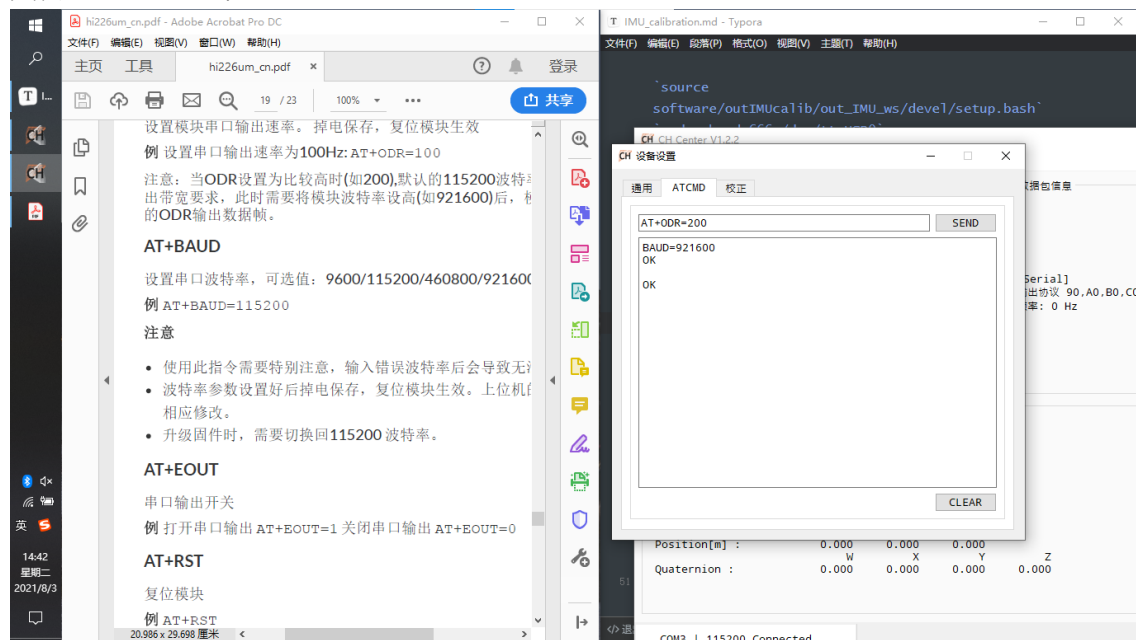 hi226um_cn.pdf - Adobe Acrobat Pro DC
文件(F) 编辑(E) 视图(V) 窗口(W) 帮助(H)
主页 工具 hi226um_cn.pdf × 登录
19 / 23 100% 共享
设置模块串口输出速率。 掉电保存，复位模块生效
例 设置串口输出速率为100Hz: AT+ODR=100
注意：当ODR设置为比较高时(如200),默认的115200波特率
出带宽要求，此时需要将模块波特率设高(如921600)后，
的ODR输出数据帧。
AT+BAUD
设置串口波特率，可选值：9600/115200/460800/921600
例 AT+BAUD=115200
注意
• 使用此指令需要特别注意，输入错误波特率后会导致无
• 波特率参数设置好后掉电保存，复位模块生效。上位机
相应修改。
• 升级固件时，需要切换回115200 波特率。
AT+EOUT
串口输出开关
例 打开串口输出 AT+EOUT=1 关闭串口输出 AT+EOUT=0
AT+RST
复位模块
例 AT+RST
20.986 x 29.698 厘米
T IMU_calibration.md - Typora
文件(F) 编辑(E) 段落(P) 格式(O) 视图(V) 主题(T) 帮助(H)
`source
software/outIMUcalib/out_IMU_ws/devel/setup.bash`
CH CH Center V1.2.2
CH 设备设置
通用 ATCMD 校正
AT+ODR=200 SEND
BAUD=921600
OK
OK
CLEAR
据包信息
Serial]
出协议 90,A0,B0,C0
率: 0 Hz
Position[m] : 0.000 0.000 0.000
W X Y Z
Quaternion : 0.000 0.000 0.000 0.000
51
COM3 | 115200 Connected
T I...
英
14:42
星期二
2021/8/3